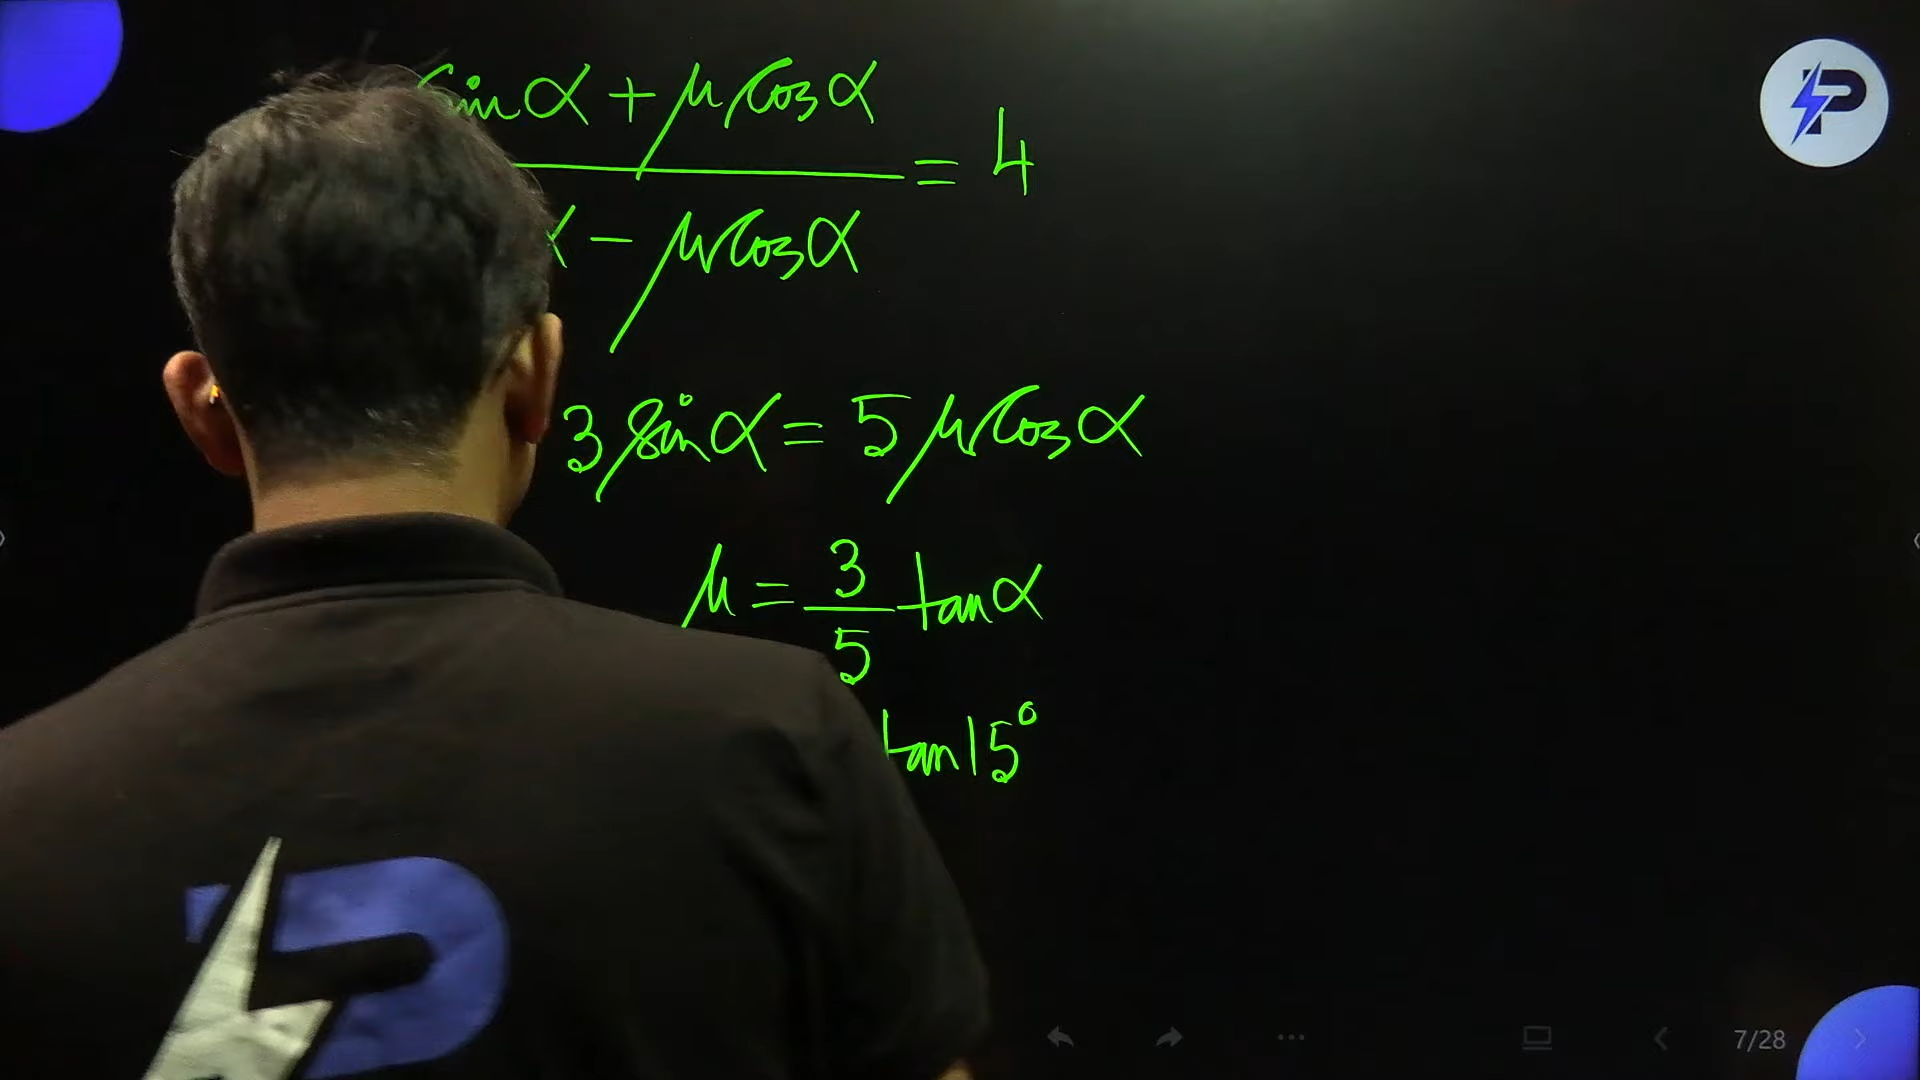 sin α + μ cos α
= 4
α - μ cos α
3 sin α = 5 μ cos α
μ = 3/5 tan α
tan 15°
7/28